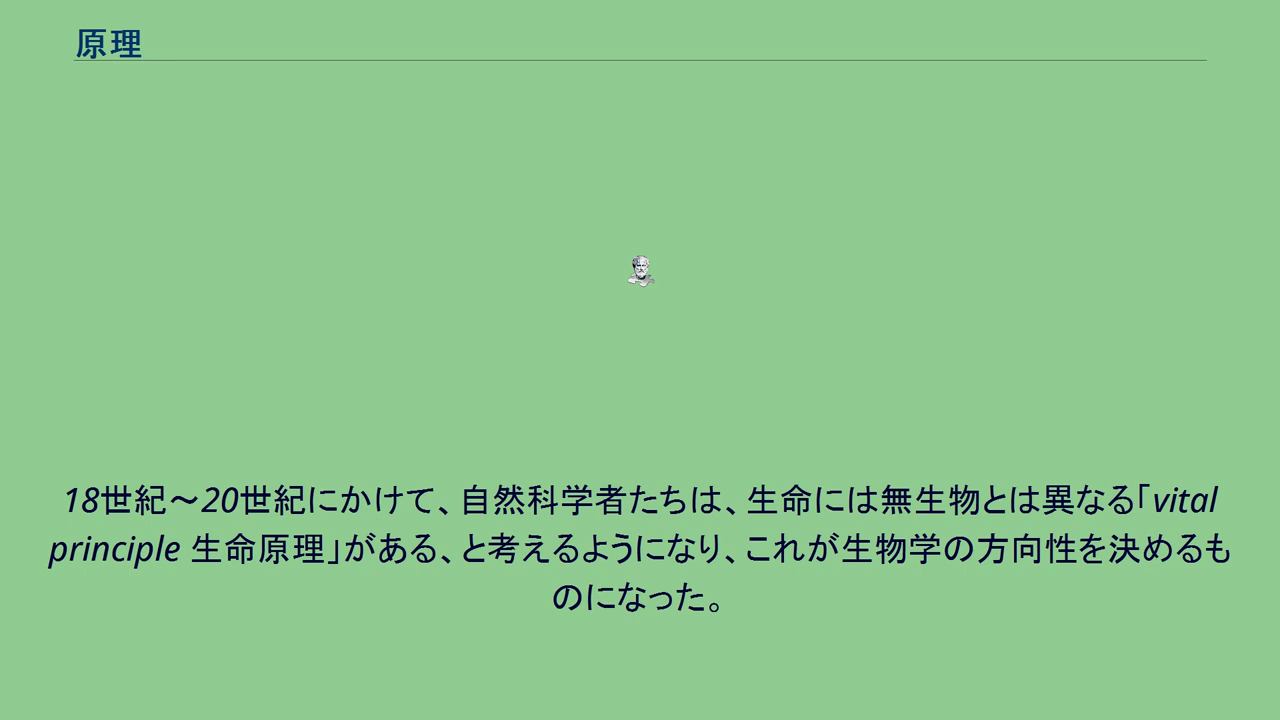 原理
18世紀～20世紀にかけて、自然科学者たちは、生命には無生物とは異なる「vital
principle 生命原理」がある、と考えるようになり、これが生物学の方向性を決めるも
のになった。